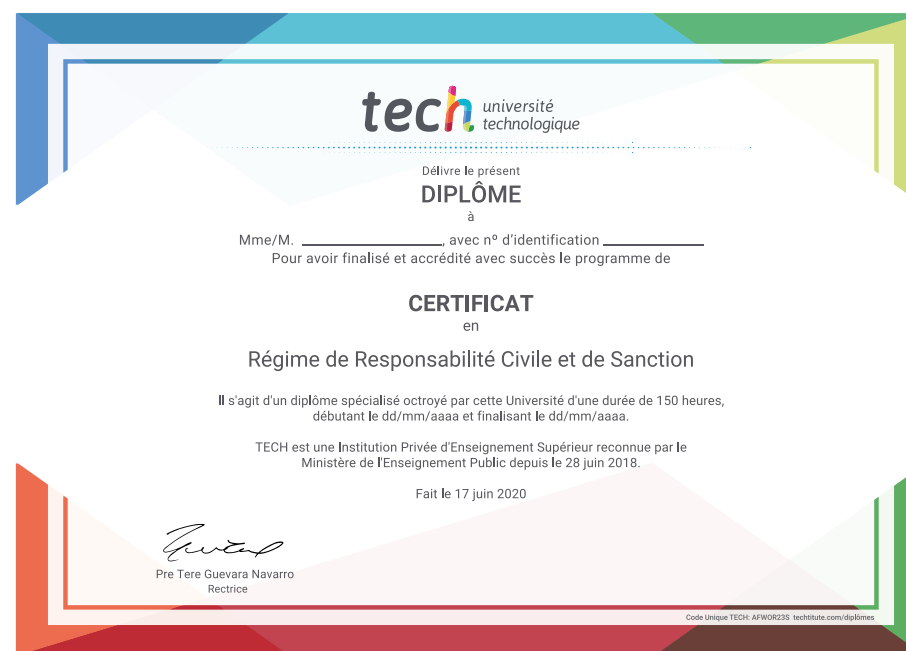 tech université
technologique
Délivre le présent
DIPLÔME
à
Mme/M. ____________________, avec nº d'identification ______________
Pour avoir finalisé et accrédité avec succès le programme de
CERTIFICAT
en
Régime de Responsabilité Civile et de Sanction
Il s'agit d'un diplôme spécialisé octroyé par cette Université d'une durée de 150 heures,
débutant le dd/mm/aaaa et finalisant le dd/mm/aaaa.
TECH est une Institution Privée d'Enseignement Supérieur reconnue par le
Ministère de l'Enseignement Public depuis le 28 juin 2018.
Fait le 17 juin 2020
Pre Tere Guevara Navarro
Rectrice
Code Unique TECH: AFWOR23S techtitute.com/diplômes